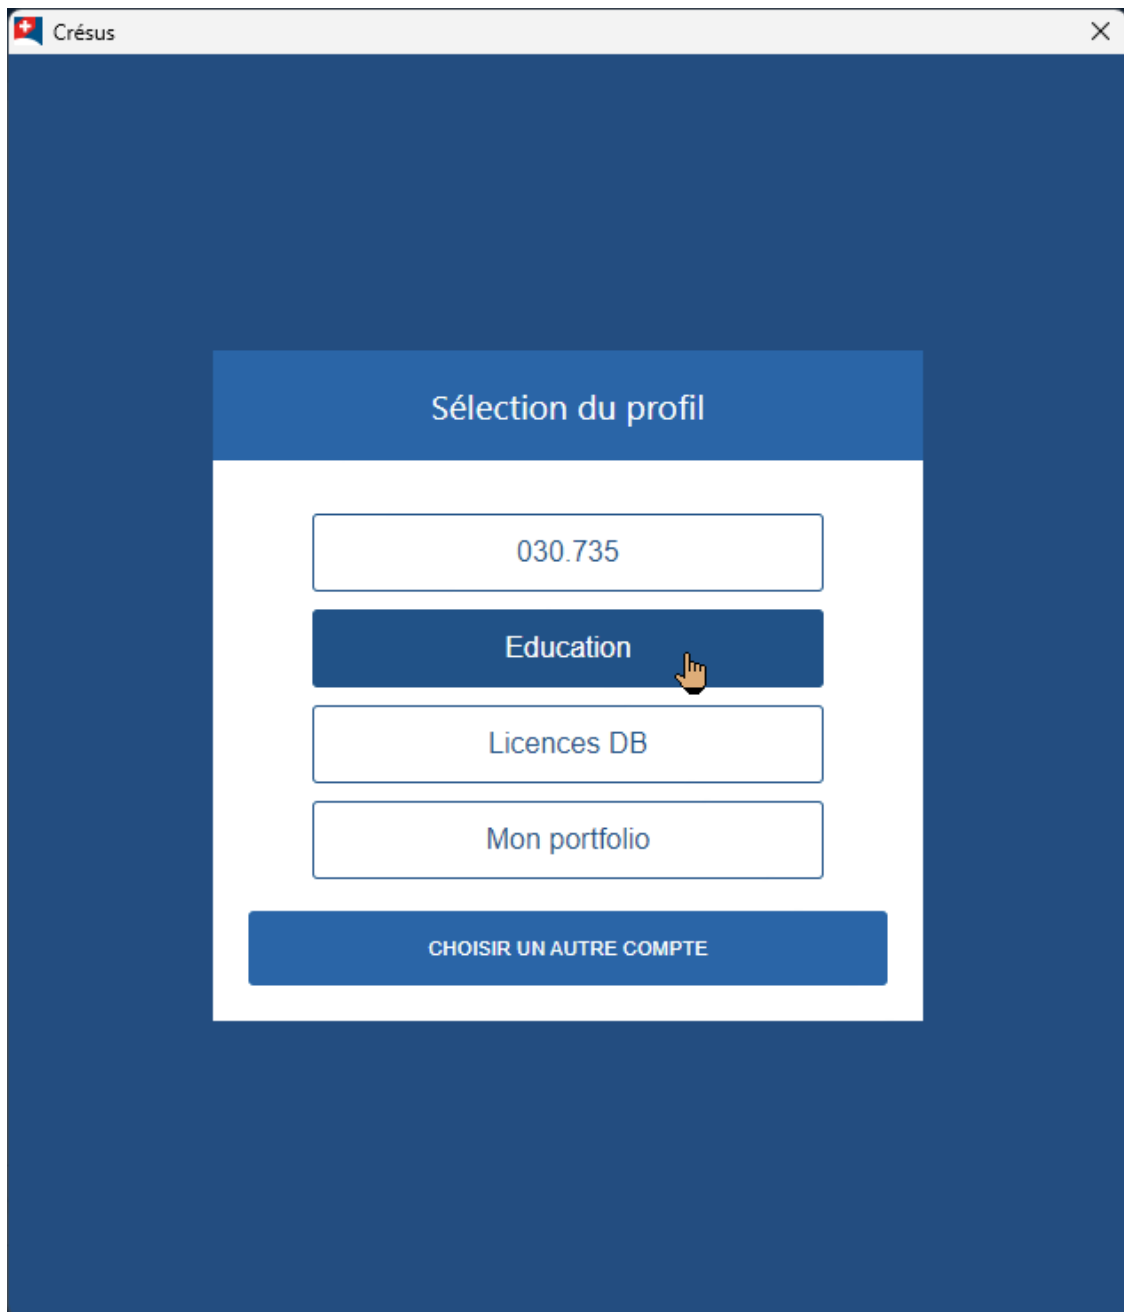 Crésus
Sélection du profil
030.735
Education
Licences DB
Mon portfolio
CHOISIR UN AUTRE COMPTE